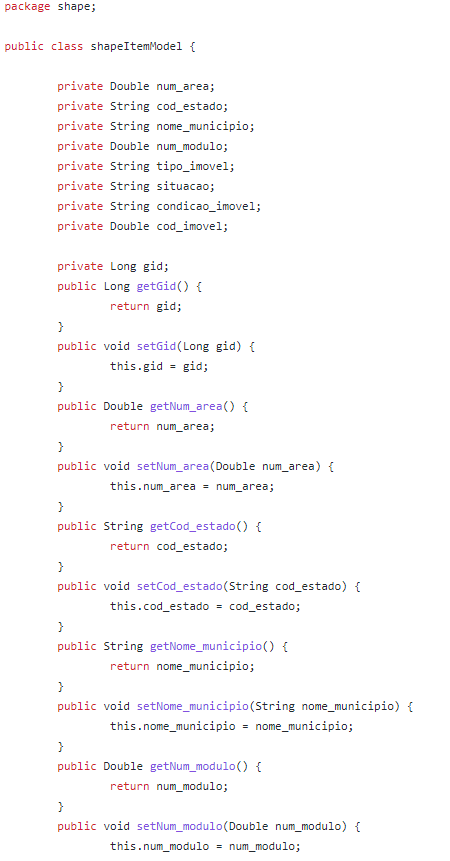 package shape;
public class shapeItemModel {
private Double num_area;
private String cod_estado;
private String nome_municipio;
private Double num_modulo;
private String tipo_imovel;
private String situacao;
private String condicao_imovel;
private Double cod_imovel;
private Long gid;
public Long getGid() {
return gid;
}
public void setGid(Long gid) {
this.gid = gid;
}
public Double getNum_area() {
return num_area;
}
public void setNum_area(Double num_area) {
this.num_area = num_area;
}
public String getCod_estado() {
return cod_estado;
}
public void setCod_estado(String cod_estado) {
this.cod_estado = cod_estado;
}
public String getNome_municipio() {
return nome_municipio;
}
public void setNome_municipio(String nome_municipio) {
this.nome_municipio = nome_municipio;
}
public Double getNum_modulo() {
return num_modulo;
}
public void setNum_modulo(Double num_modulo) {
this.num_modulo = num_modulo;